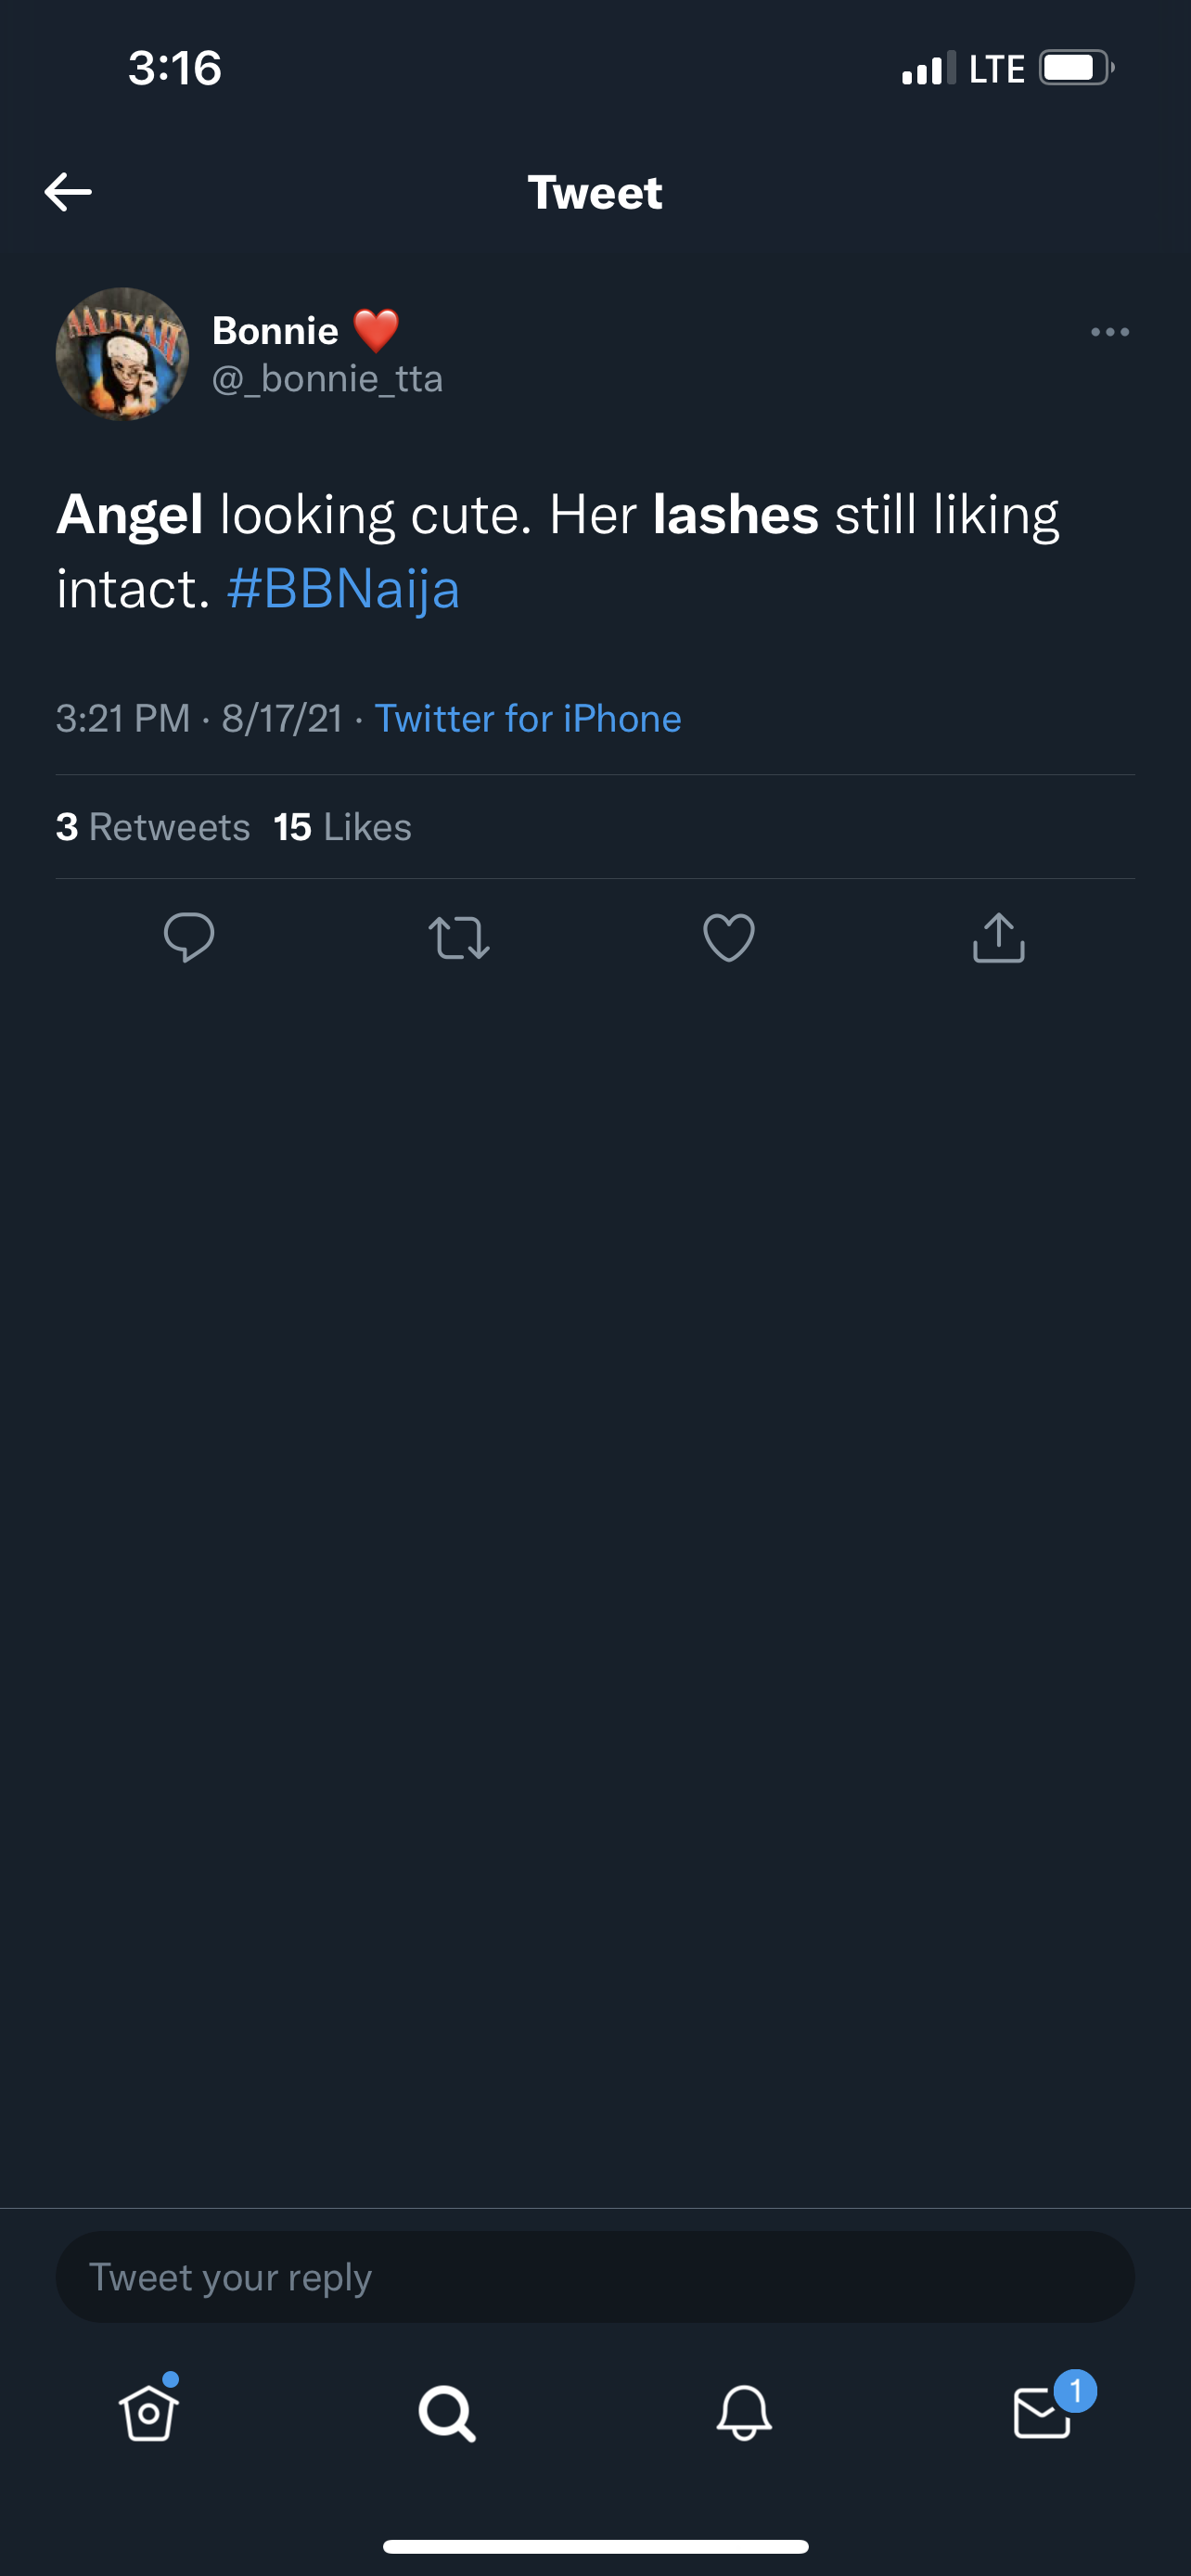 3:16 LTE
Tweet
AALIYAH
Bonnie ❤️
@_bonnie_tta
Angel looking cute. Her lashes still liking
intact. #BBNaija
3:21 PM · 8/17/21 · Twitter for iPhone
3 Retweets 15 Likes
Tweet your reply
1